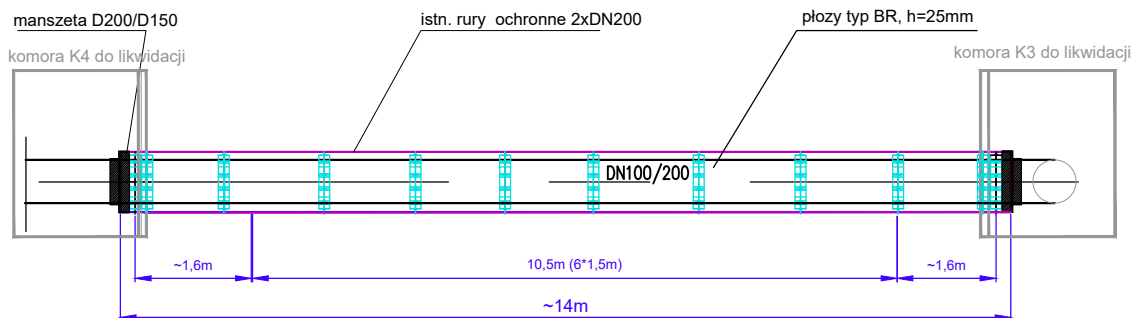 manszeta D200/D150
istn. rury ochronne 2xDN200
płozy typ BR, h=25mm
komora K4 do likwidacji
komora K3 do likwidacji
DN100/200
~1,6m
10,5m (6*1,5m)
~1,6m
~14m